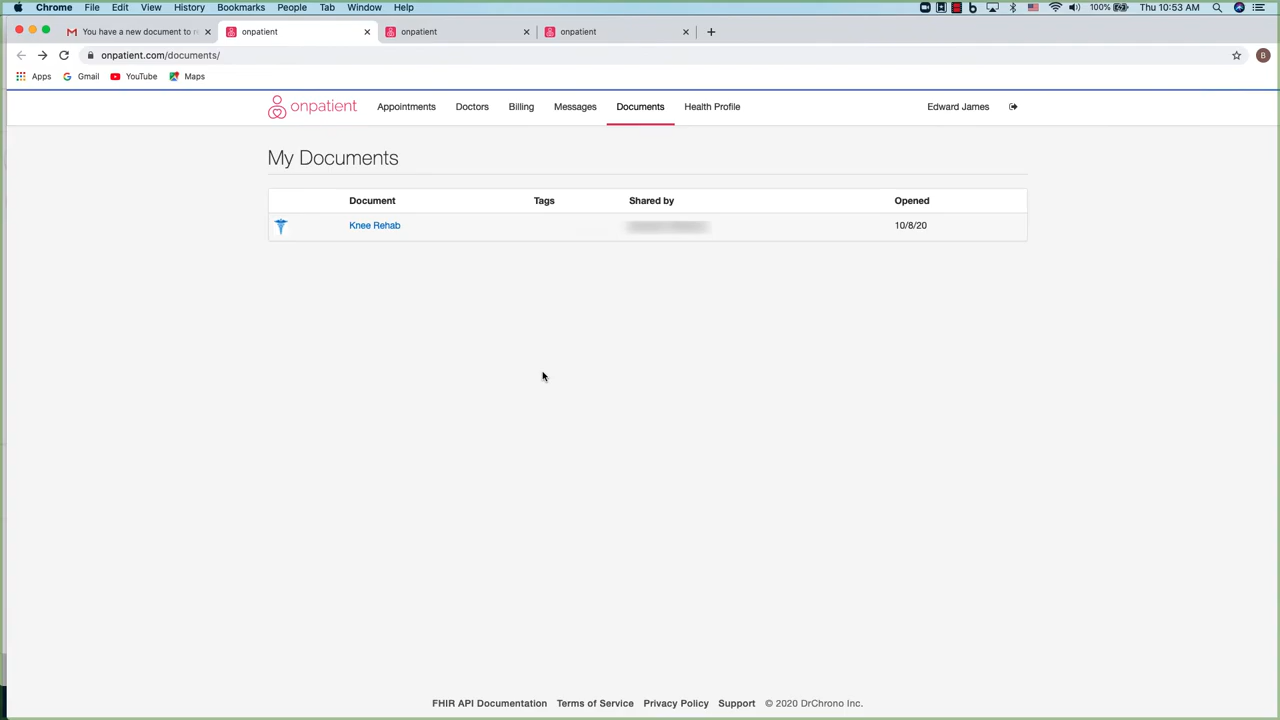 Chrome File Edit View History Bookmarks People Tab Window Help 100% Thu 10:53 AM
You have a new document to r onpatient onpatient onpatient
onpatient.com/documents/ B
Apps Gmail YouTube Maps
onpatient Appointments Doctors Billing Messages Documents Health Profile Edward James
My Documents
Document Tags Shared by Opened
Knee Rehab 10/8/20
FHIR API Documentation Terms of Service Privacy Policy Support © 2020 DrChrono Inc.